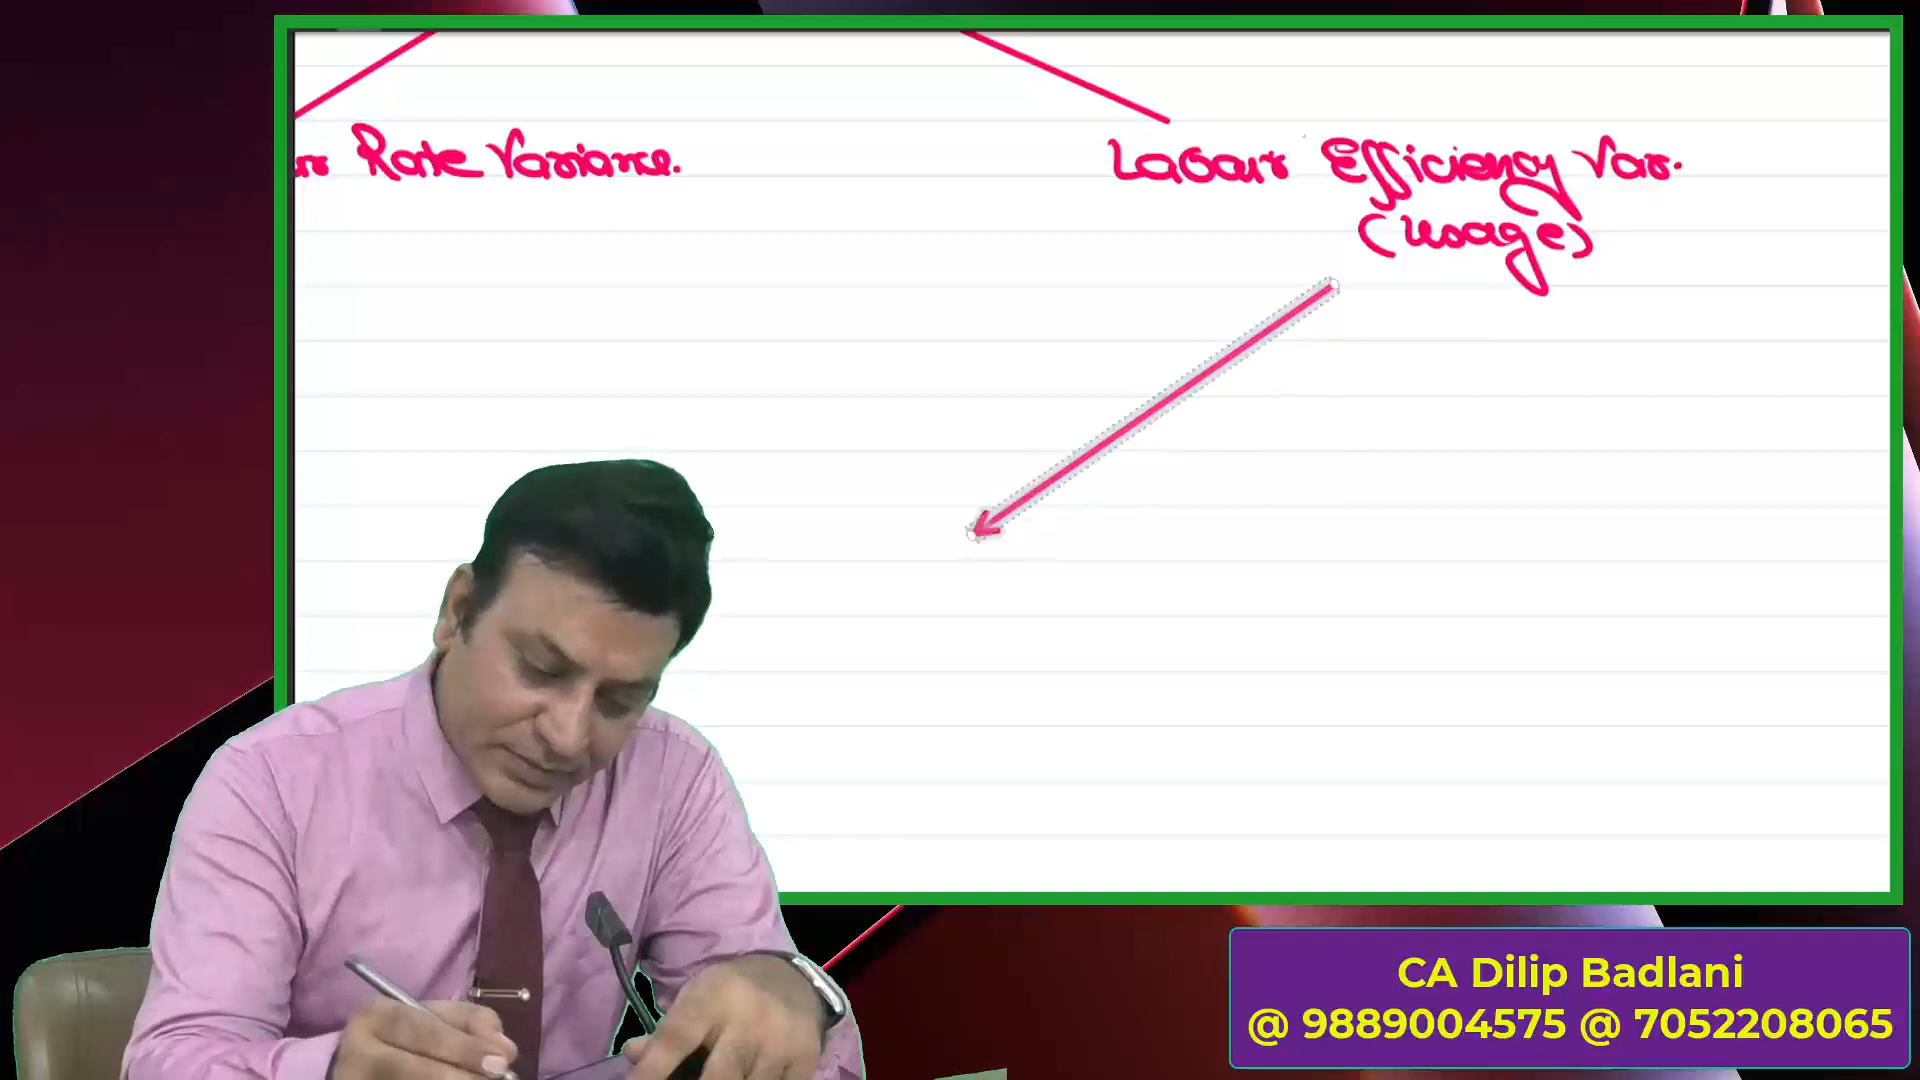 Rate Variance.
Labour Efficiency Var.
(usage)
CA Dilip Badlani
@ 9889004575 @ 7052208065